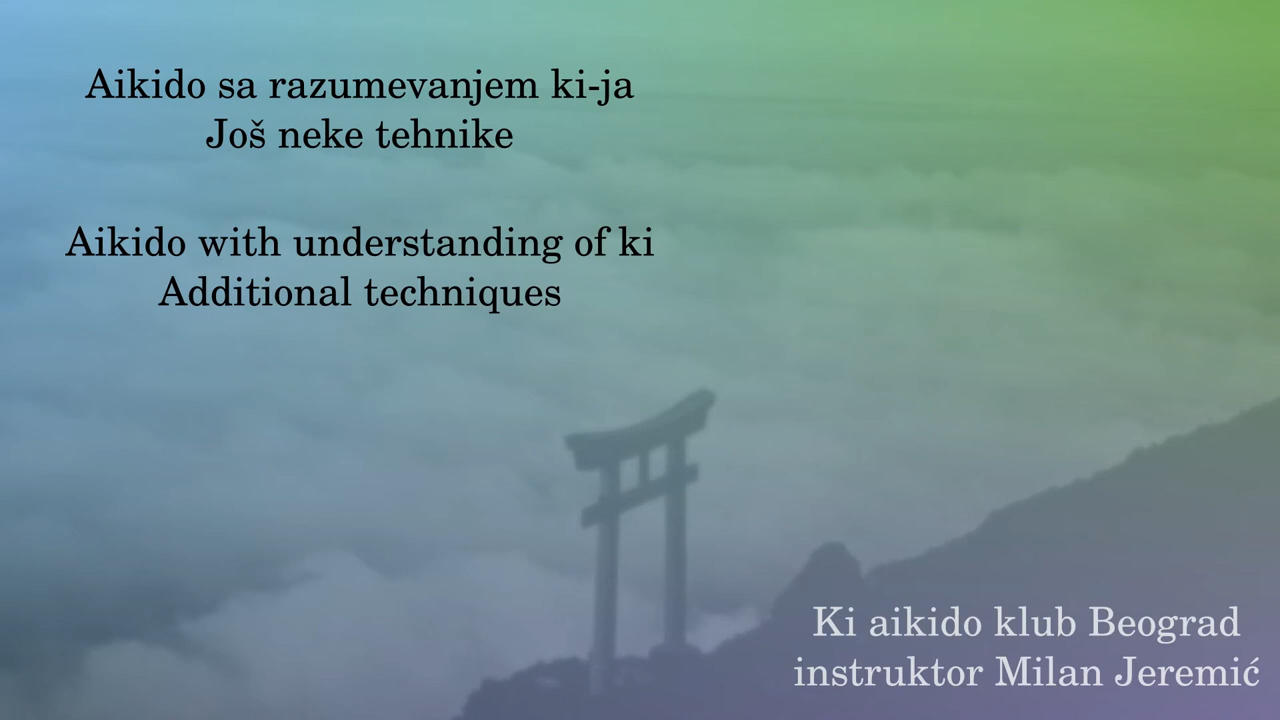 Aikido sa razumevanjem ki-ja
Još neke tehnike
Aikido with understanding of ki
Additional techniques
Ki aikido klub Beograd
instruktor Milan Jeremić